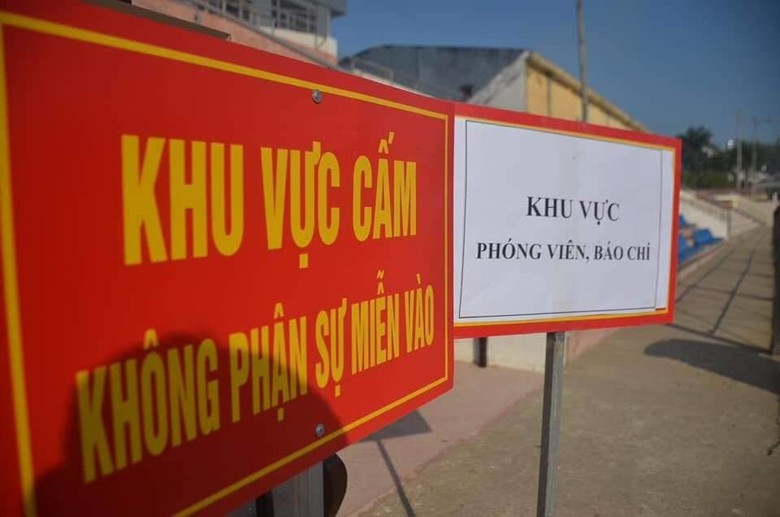 KHU VỰC CẤM
KHÔNG PHẬN SỰ MIỄN VÀO
KHU VỰC
PHÓNG VIÊN, BÁO CHÍ